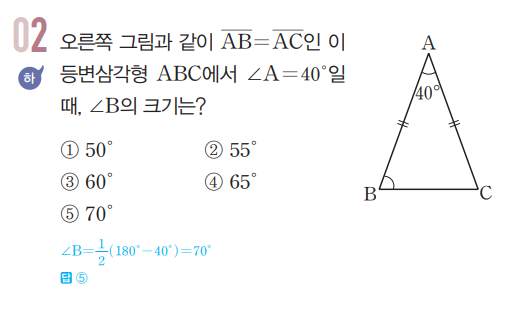 02
하
오른쪽 그림과 같이 AB=AC인 이
등변삼각형 ABC에서 ∠A=40°일
때, ∠B의 크기는?
① 50°
② 55°
③ 60°
④ 65°
⑤ 70°
∠B=1/2(180°-40°)=70°
답 ⑤
A
40°
B
C